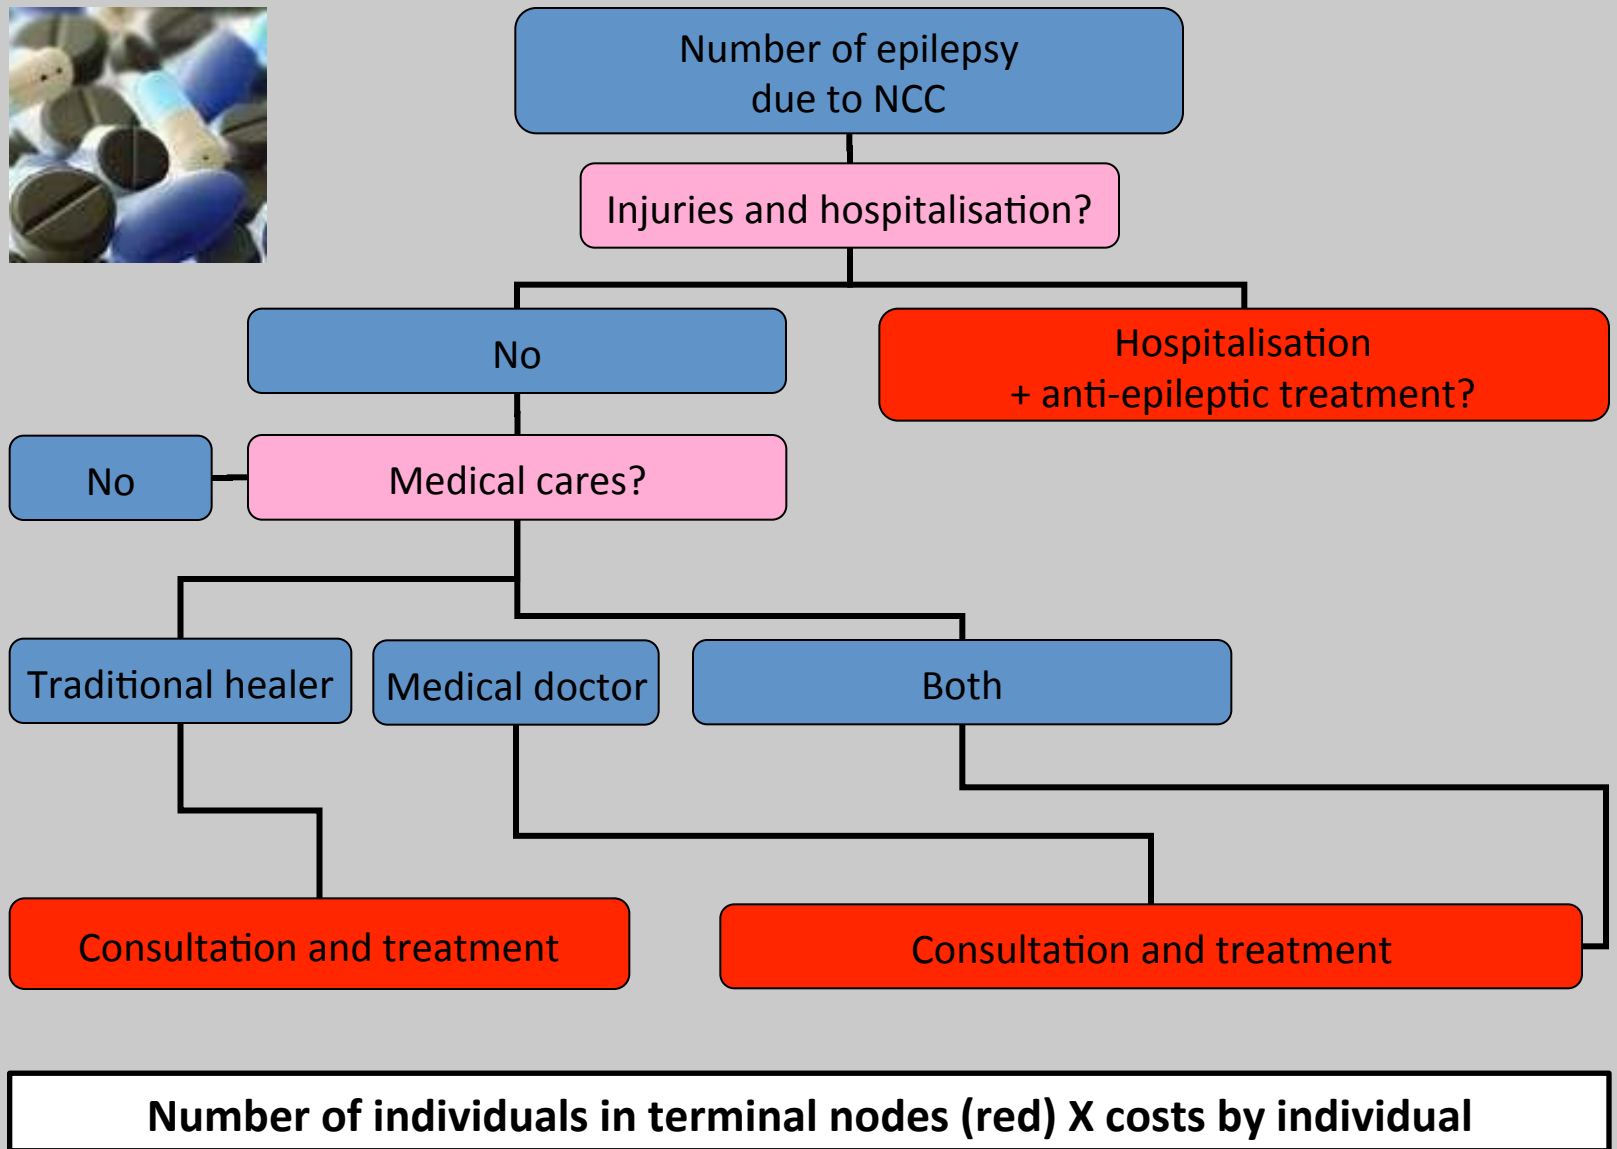 Number of epilepsy
due to NCC
Injuries and hospitalisation?
No
Hospitalisation
+ anti-epileptic treatment?
No
Medical cares?
Traditional healer
Medical doctor
Both
Consultation and treatment
Consultation and treatment
Number of individuals in terminal nodes (red) X costs by individual